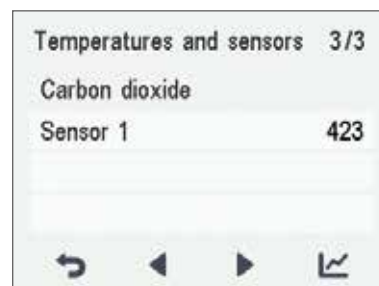 Temperatures and sensors 3/3
Carbon dioxide
Sensor 1 423